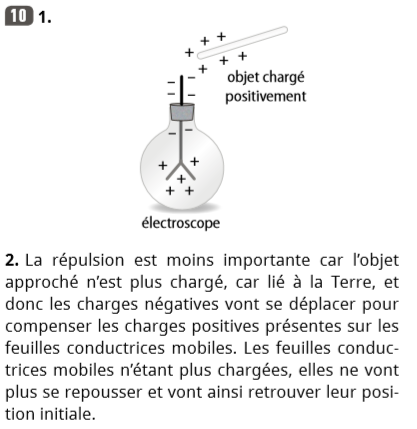 10 1.
objet chargé
positivement
électroscope
2. La répulsion est moins importante car l'objet
approché n'est plus chargé, car lié à la Terre, et
donc les charges négatives vont se déplacer pour
compenser les charges positives présentes sur les
feuilles conductrices mobiles. Les feuilles conduc-
trices mobiles n'étant plus chargées, elles ne vont
plus se repousser et vont ainsi retrouver leur posi-
tion initiale.